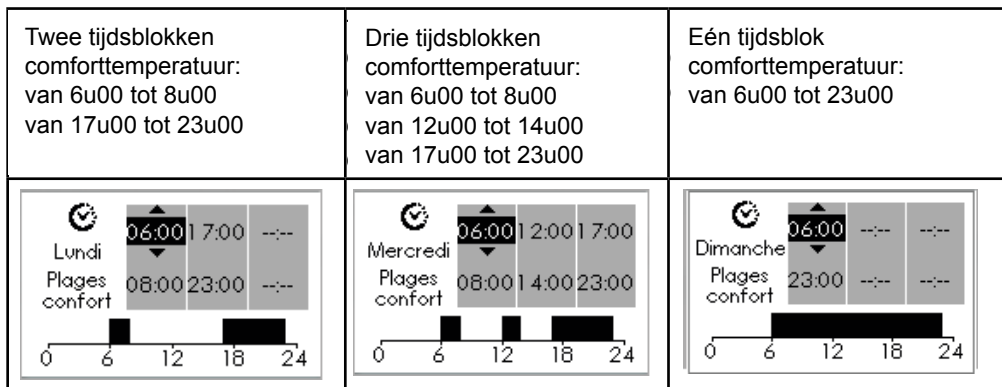 Twee tijdsblokken
comforttemperatuur:
van 6u00 tot 8u00
van 17u00 tot 23u00
Drie tijdsblokken
comforttemperatuur:
van 6u00 tot 8u00
van 12u00 tot 14u00
van 17u00 tot 23u00
Eén tijdsblok
comforttemperatuur:
van 6u00 tot 23u00
Lundi
Plages
confort
06:00 17:00 --:--
08:00 23:00 --:--
0 6 12 18 24
Mercredi
Plages
confort
06:00 12:00 17:00
08:00 14:00 23:00
0 6 12 18 24
Dimanche
Plages
confort
06:00 --:-- --:--
23:00 --:-- --:--
0 6 12 18 24